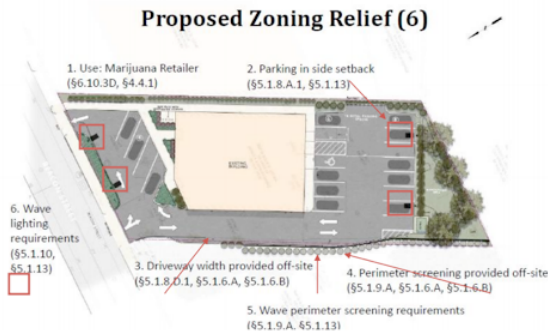 Proposed Zoning Relief (6)
1. Use: Marijuana Retailer
(§6.10.3D, §4.4.1)
2. Parking in side setback
(§5.1.8.A.1, §5.1.13)
EXISTING
BUILDING
6. Wave
lighting
requirements
(§5.1.10,
§5.1.13)
3. Driveway width provided off-site
(§5.1.8.D.1, §5.1.6.A, §5.1.6.B)
4. Perimeter screening provided off-site
(§5.1.9.A, §5.1.6.A, §5.1.6.B)
5. Wave perimeter screening requirements
(§5.1.9.A, §5.1.13)